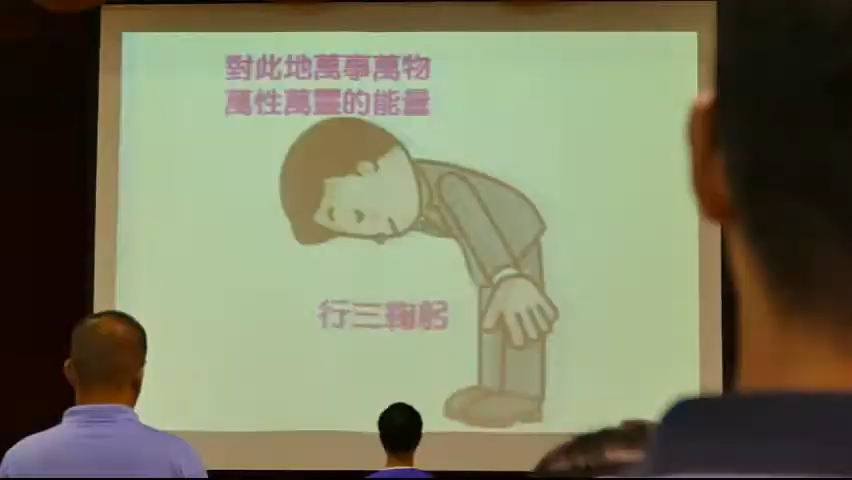 對此地萬事萬物
萬性萬靈的能量
行三鞠躬